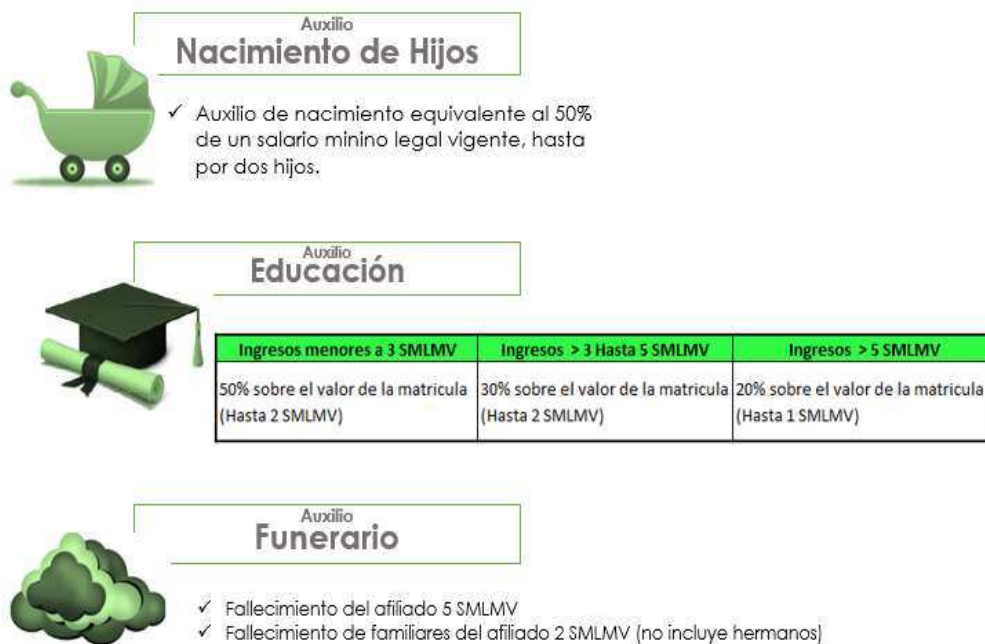 Auxilio
Nacimiento de Hijos
✓ Auxilio de nacimiento equivalente al 50%
de un salario minino legal vigente, hasta
por dos hijos.
Auxilio
Educación
Ingresos menores a 3 SMLMV
Ingresos > 3 Hasta 5 SMLMV
Ingresos > 5 SMLMV
50% sobre el valor de la matricula
(Hasta 2 SMLMV)
30% sobre el valor de la matricula
(Hasta 2 SMLMV)
20% sobre el valor de la matricula
(Hasta 1 SMLMV)
Auxilio
Funerario
✓ Fallecimiento del afiliado 5 SMLMV
✓ Fallecimiento de familiares del afiliado 2 SMLMV (no incluye hermanos)